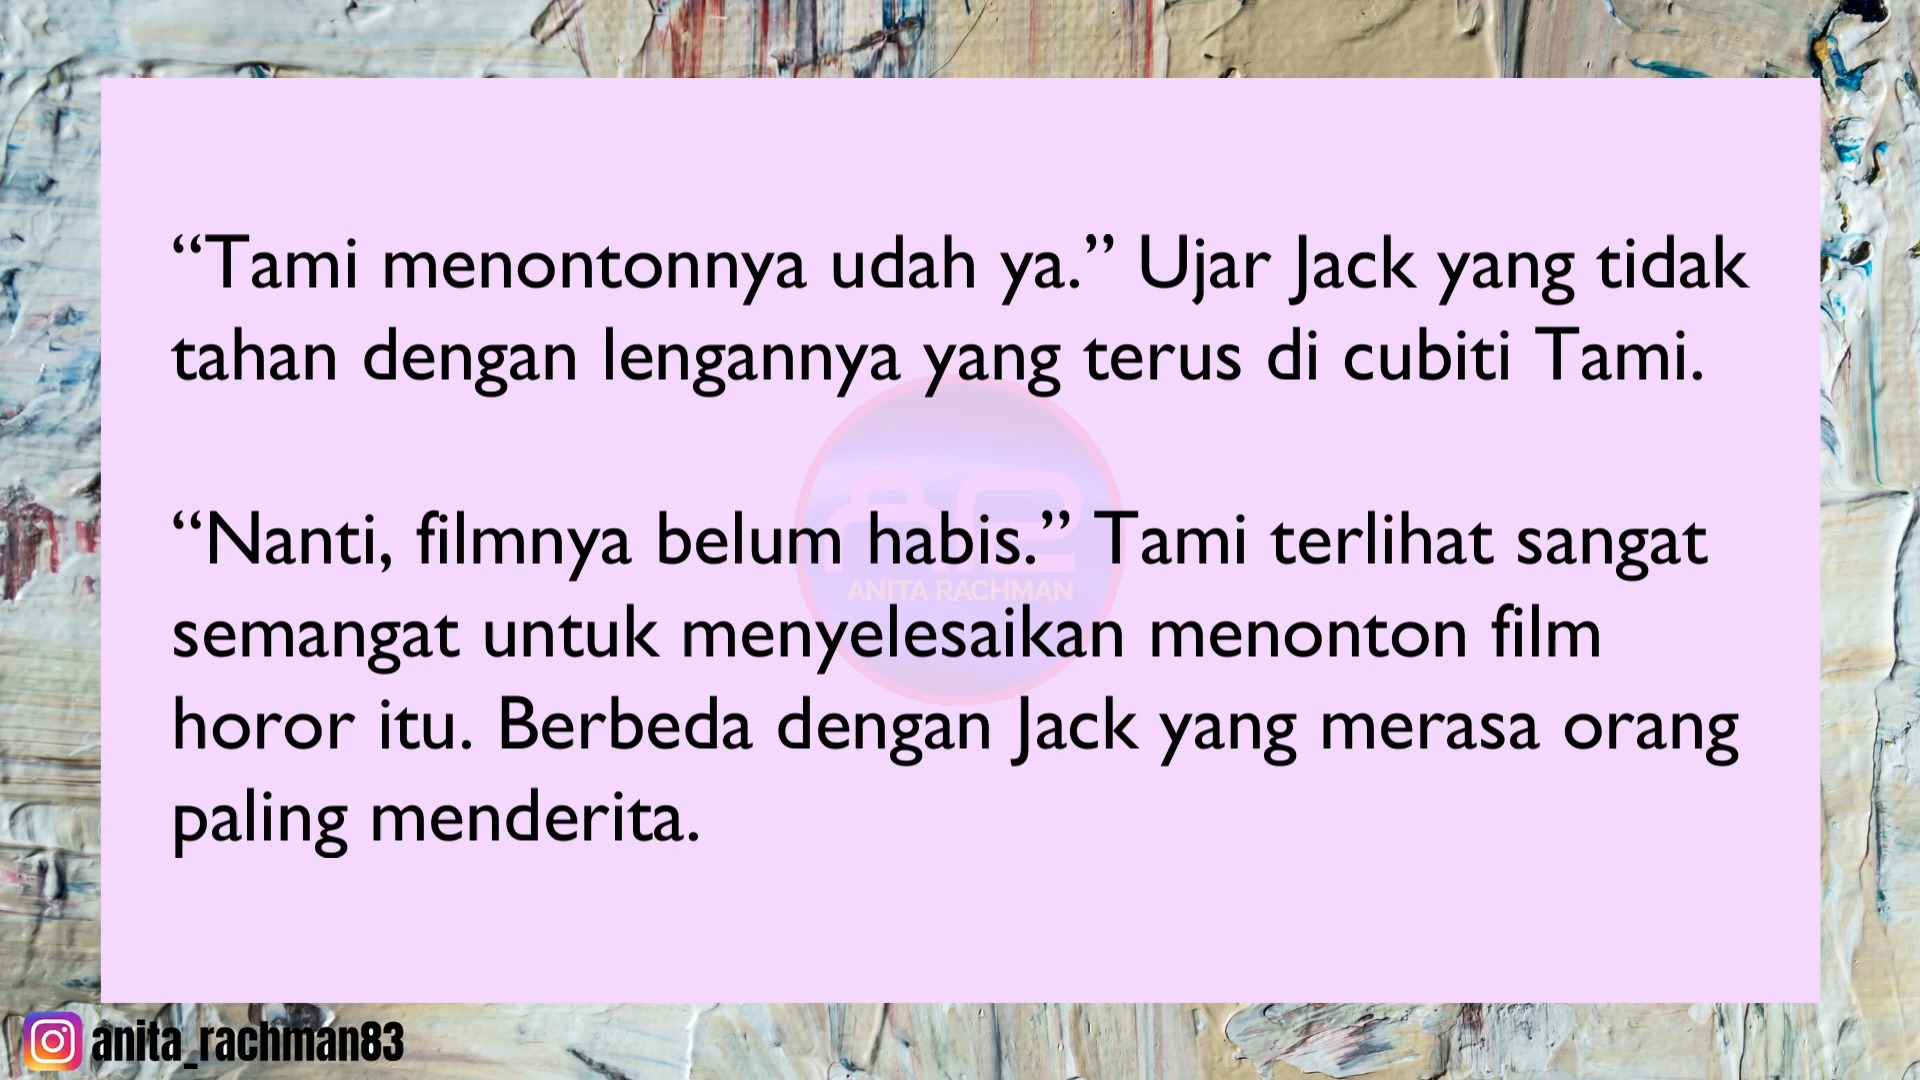 “Tami menontonnya udah ya.” Ujar Jack yang tidak
tahan dengan lengannya yang terus di cubiti Tami.
“Nanti, filmnya belum habis.” Tami terlihat sangat
semangat untuk menyelesaikan menonton film
horor itu. Berbeda dengan Jack yang merasa orang
paling menderita.
ANITA RACHMAN
anita_rachman83